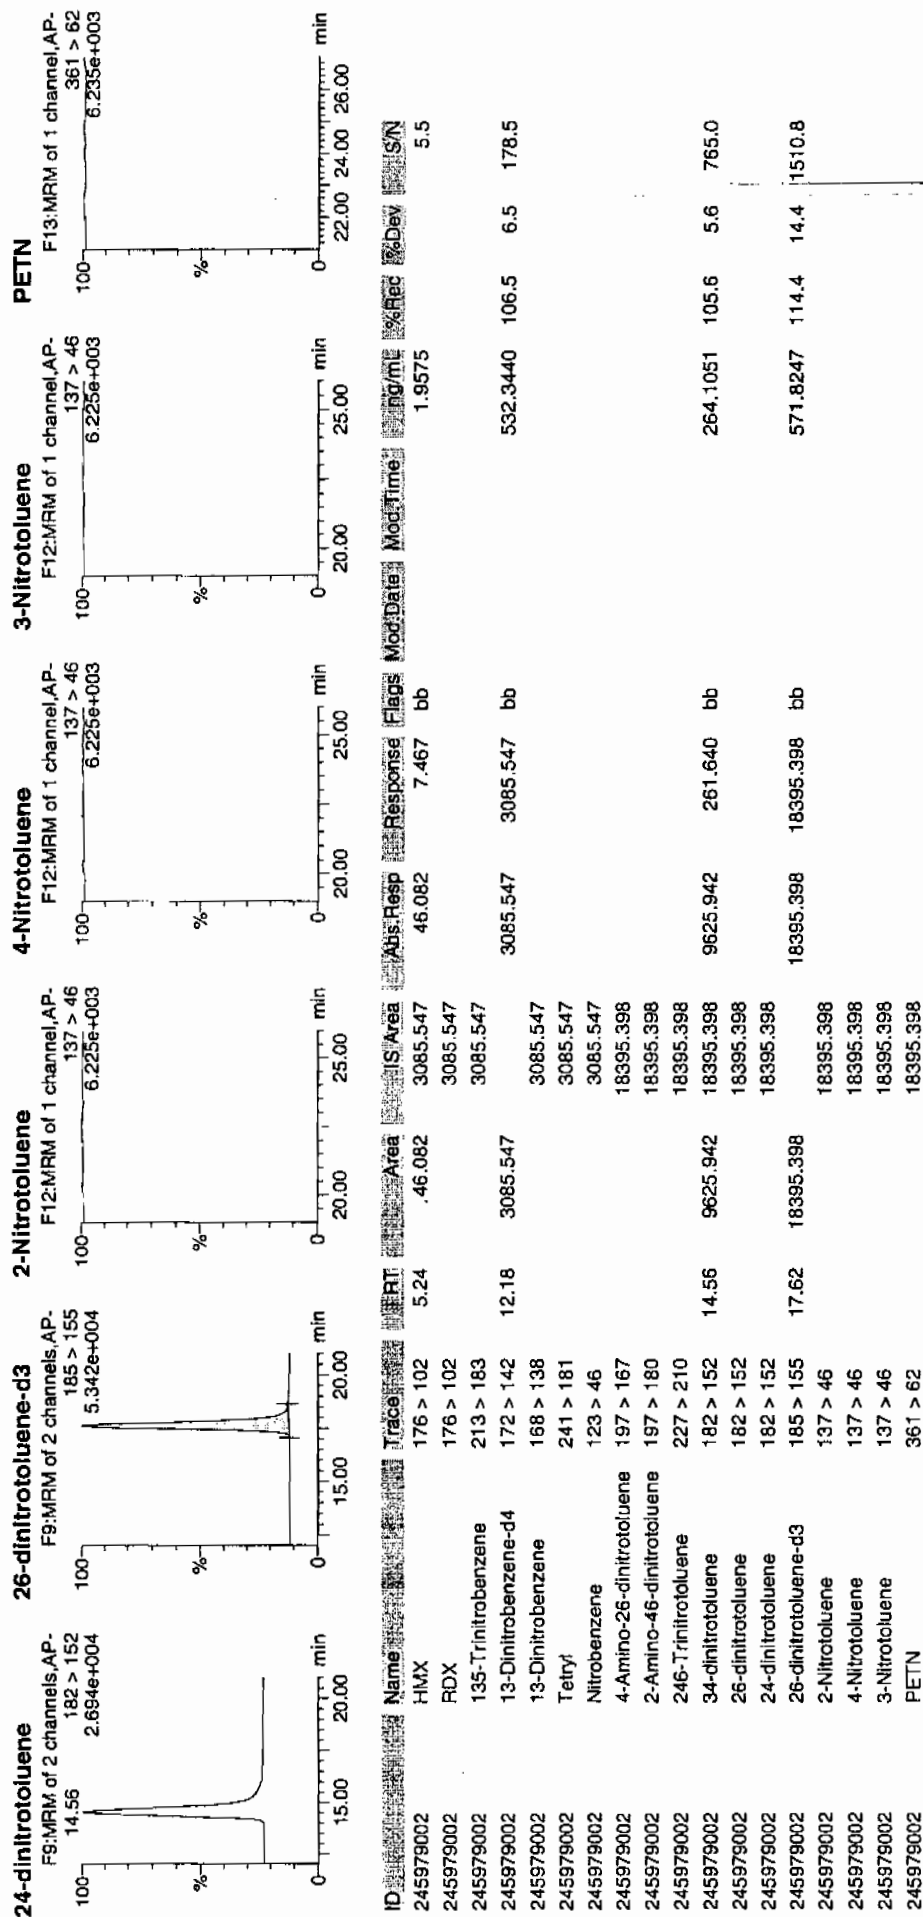 24-dinitrotoluene
F9:MRM of 2 channels,AP-
182 > 152
14.56
2.694e+004
100
%
0
15.00 20.00 min
26-dinitrotoluene-d3
F9:MRM of 2 channels,AP-
185 > 155
5.342e+004
100
%
0
15.00 20.00 min
2-Nitrotoluene
F12:MRM of 1 channel,AP-
137 > 46
6.225e+003
100
%
0
20.00 25.00 min
4-Nitrotoluene
F12:MRM of 1 channel,AP-
137 > 46
6.225e+003
100
%
0
20.00 25.00 min
3-Nitrotoluene
F12:MRM of 1 channel,AP-
137 > 46
6.225e+003
100
%
0
20.00 25.00 min
PETN
F13:MRM of 1 channel,AP-
361 > 62
6.235e+003
100
%
0
22.00 24.00 26.00 min
ID Name Trace RT Area IS Area Abs.Resp Response Flags Mod.Date Mod.Time ng/mL %Rec %Dev S/N
245979002 HMX 176 > 102 5.24 46.082 3085.547 46.082 7.467 bb 1.9575 5.5
245979002 RDX 176 > 102 3085.547
245979002 135-Trinitrobenzene 213 > 183 3085.547
245979002 13-Dinitrobenzene-d4 172 > 142 12.18 3085.547 3085.547 3085.547 bb 532.3440 106.5 6.5 178.5
245979002 13-Dinitrobenzene 168 > 138 3085.547
245979002 Tetryl 241 > 181 3085.547
245979002 Nitrobenzene 123 > 46 3085.547
245979002 4-Amino-26-dinitrotoluene 197 > 167 18395.398
245979002 2-Amino-46-dinitrotoluene 197 > 180 18395.398
245979002 246-Trinitrotoluene 227 > 210 18395.398
245979002 34-dinitrotoluene 182 > 152 14.56 9625.942 18395.398 9625.942 261.640 bb 264.1051 105.6 5.6 765.0
245979002 26-dinitrotoluene 182 > 152 18395.398
245979002 24-dinitrotoluene 182 > 152 18395.398
245979002 26-dinitrotoluene-d3 185 > 155 17.62 18395.398 18395.398 18395.398 bb 571.8247 114.4 14.4 1510.8
245979002 2-Nitrotoluene 137 > 46 18395.398
245979002 4-Nitrotoluene 137 > 46 18395.398
245979002 3-Nitrotoluene 137 > 46 18395.398
245979002 PETN 361 > 62 18395.398